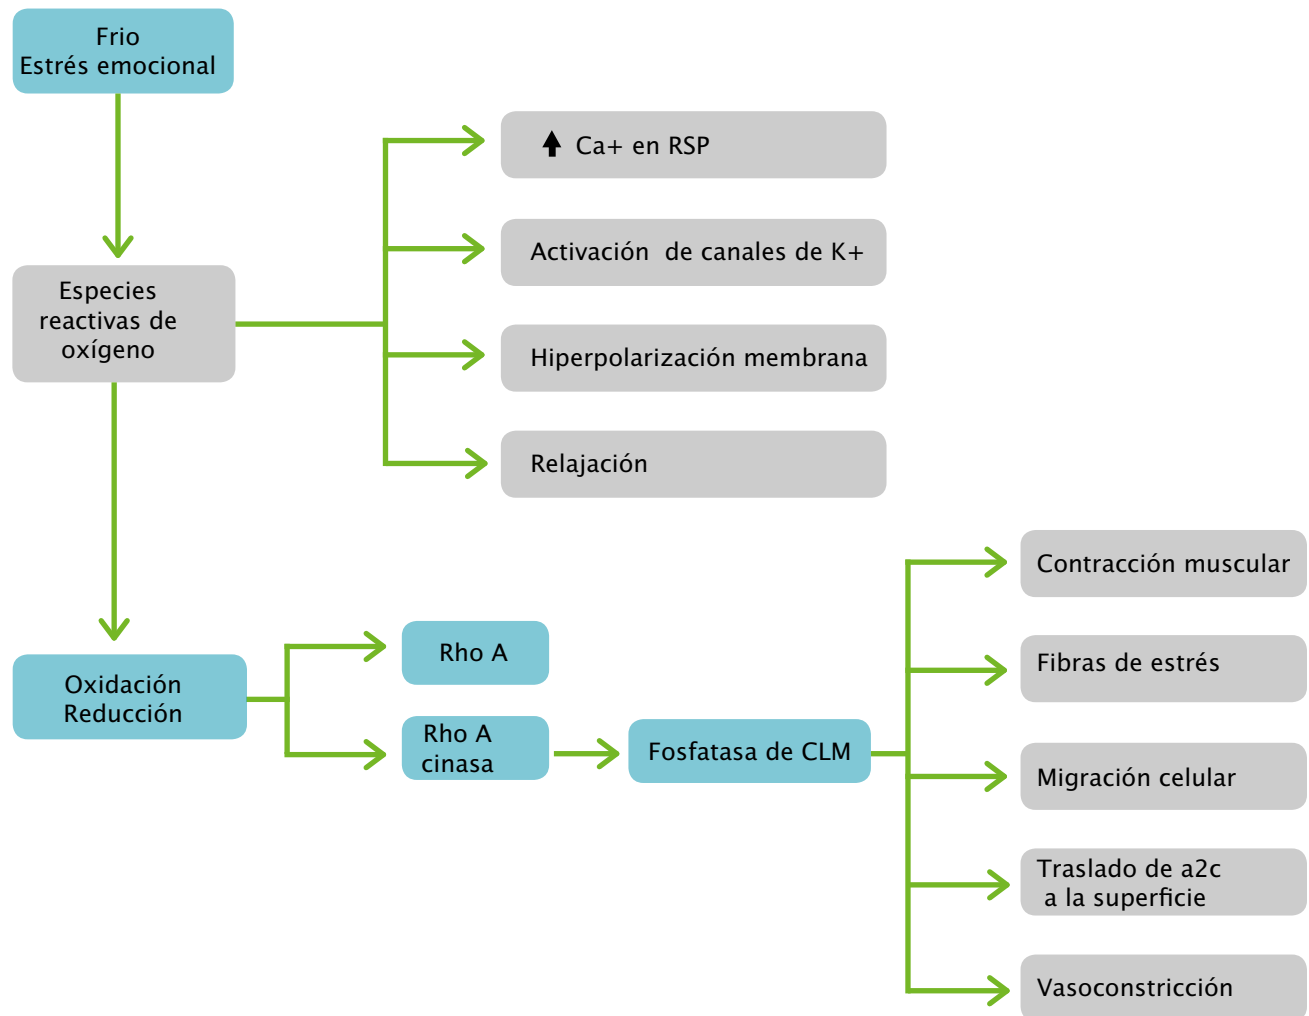 Frio
Estrés emocional
Ca+ en RSP
Activación de canales de K+
Especies
reactivas de
oxígeno
Hiperpolarización membrana
Relajación
Contracción muscular
Rho A
Fibras de estrés
Oxidación
Reducción
Rho A
cinasa
Fosfatasa de CLM
Migración celular
Traslado de a2c
a la superficie
Vasoconstricción